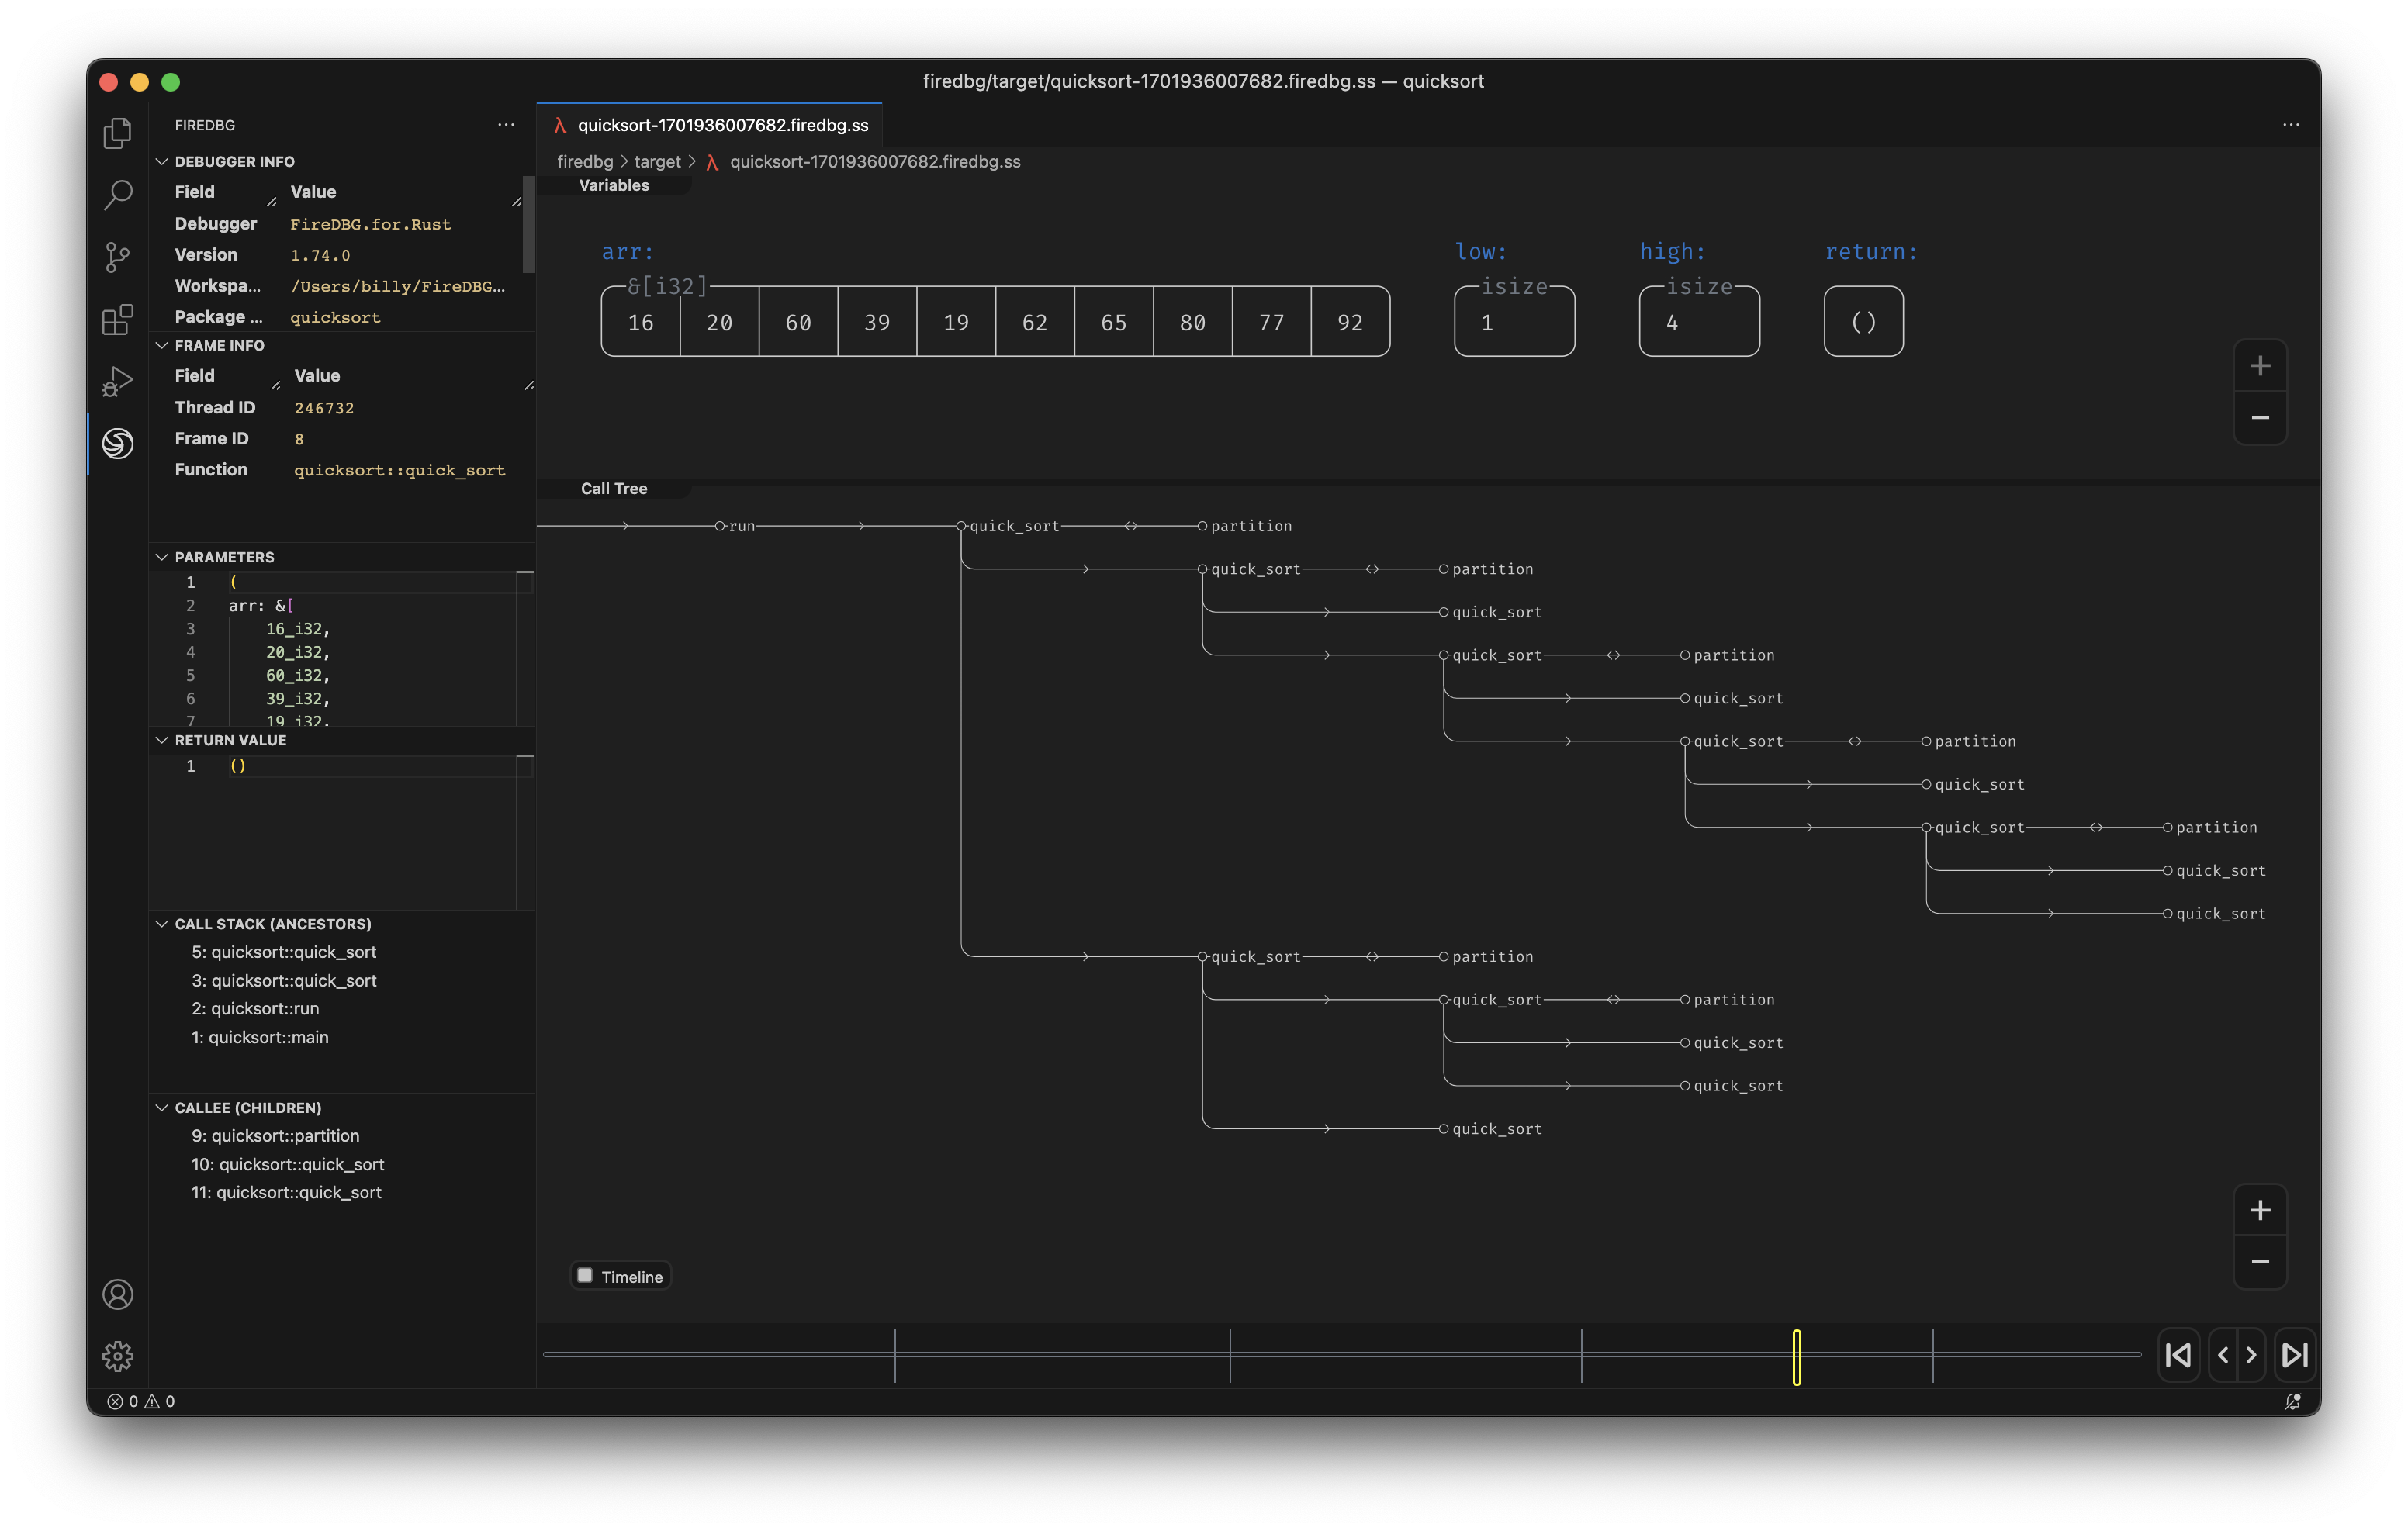 firedbg/target/quicksort-1701936007682.firedbg.ss — quicksort
FIREDBG
DEBUGGER INFO
Field Value
Debugger FireDBG.for.Rust
Version 1.74.0
Workspa... /Users/billy/FireDBG...
Package ... quicksort
FRAME INFO
Field Value
Thread ID 246732
Frame ID 8
Function quicksort::quick_sort
PARAMETERS
1 (
2 arr: &[
3 16_i32,
4 20_i32,
5 60_i32,
6 39_i32,
7 19_i32,
RETURN VALUE
1 ()
CALL STACK (ANCESTORS)
5: quicksort::quick_sort
3: quicksort::quick_sort
2: quicksort::run
1: quicksort::main
CALLEE (CHILDREN)
9: quicksort::partition
10: quicksort::quick_sort
11: quicksort::quick_sort
λ quicksort-1701936007682.firedbg.ss
firedbg > target > λ quicksort-1701936007682.firedbg.ss
Variables
arr: low: high: return:
&[i32] isize isize
16 20 60 39 19 62 65 80 77 92 1 4 ()
+
−
Call Tree
run quick_sort partition
quick_sort partition
quick_sort
quick_sort partition
quick_sort
quick_sort partition
quick_sort
quick_sort partition
quick_sort
quick_sort
quick_sort partition
quick_sort partition
quick_sort
quick_sort
quick_sort
+
−
Timeline
0 0